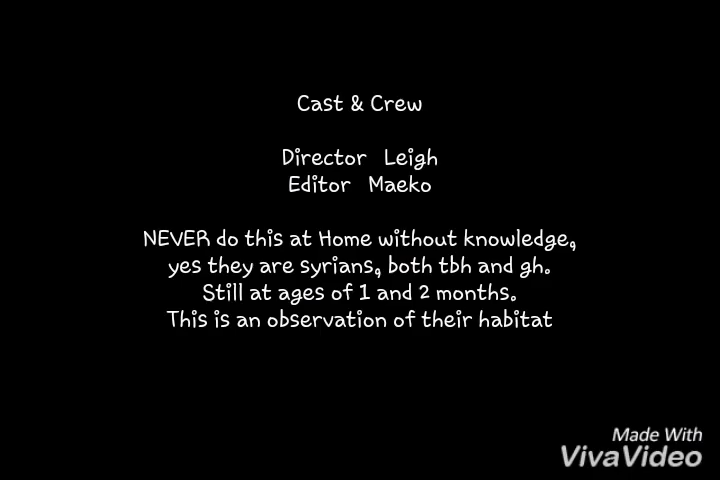 Cast & Crew
Director Leigh
Editor Maeko
NEVER do this at Home without knowledge,
yes they are syrians, both tbh and gh.
Still at ages of 1 and 2 months.
This is an observation of their habitat
Made With
VivaVideo